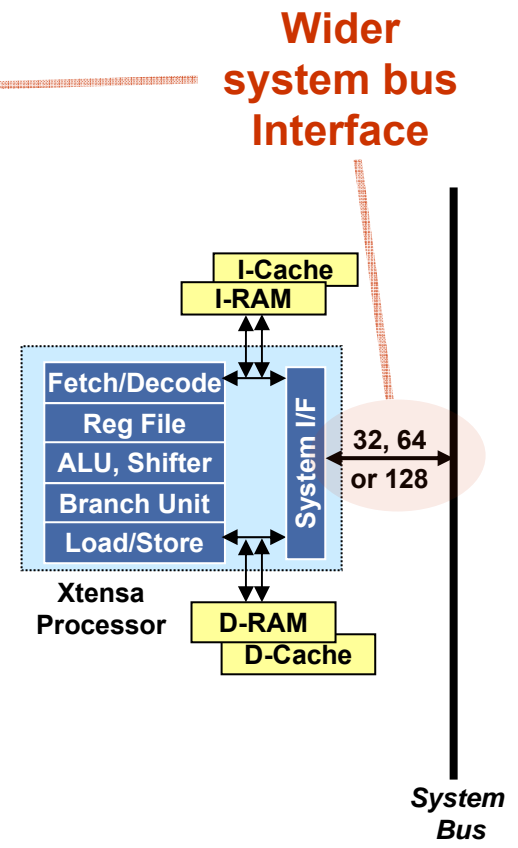 Wider
system bus
Interface
I-Cache
I-RAM
Fetch/Decode
Reg File
ALU, Shifter
Branch Unit
Load/Store
System I/F
32, 64
or 128
Xtensa
Processor
D-RAM
D-Cache
System
Bus